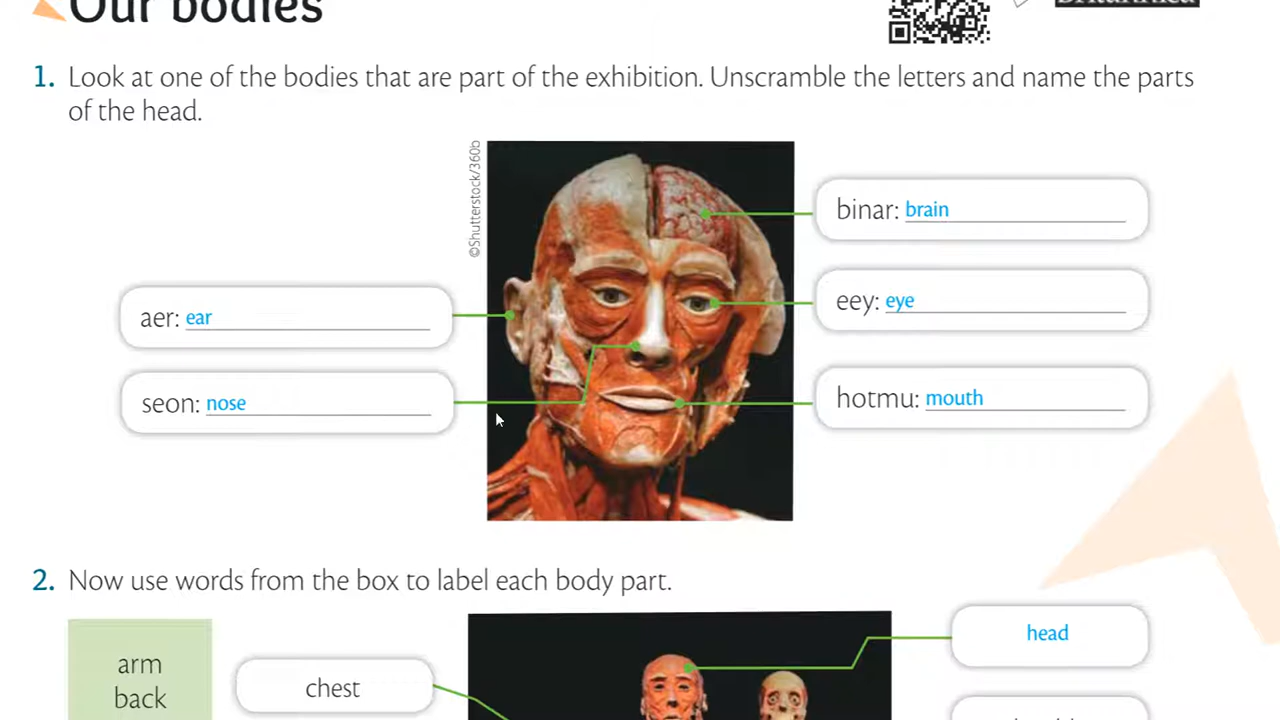 Our bodies
Britannica
1. Look at one of the bodies that are part of the exhibition. Unscramble the letters and name the parts
of the head.
©Shutterstock/360b
binar: brain
eey: eye
aer: ear
hotmu: mouth
seon: nose
2. Now use words from the box to label each body part.
head
arm
chest
back